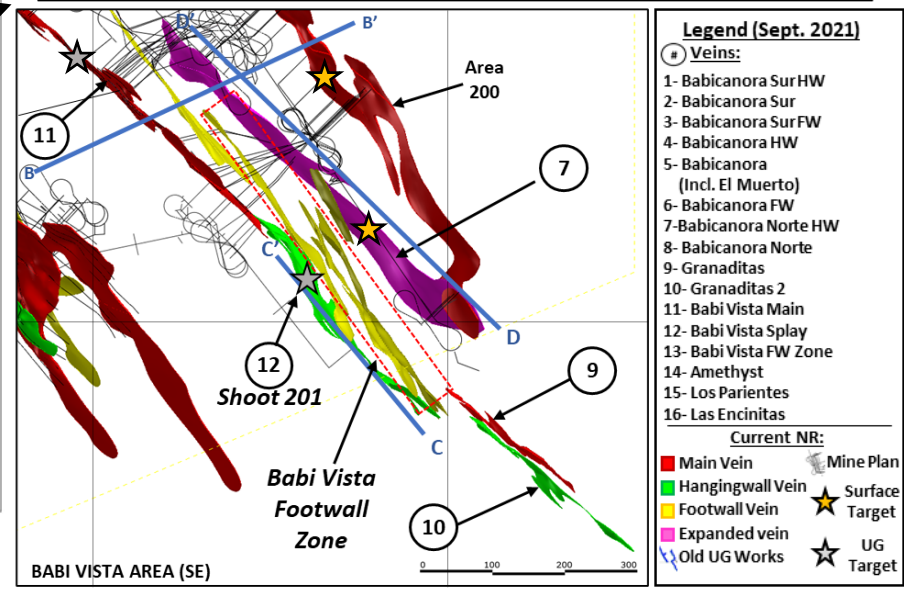 D'
B'
Area
200
11
7
B
C'
12
Shoot 201
D
9
C
Babi Vista
Footwall
Zone
10
BABI VISTA AREA (SE)
0 100 200 300
Legend (Sept. 2021)
# Veins:
1- Babicanora Sur HW
2- Babicanora Sur
3- Babicanora Sur FW
4- Babicanora HW
5- Babicanora
(Incl. El Muerto)
6- Babicanora FW
7-Babicanora Norte HW
8- Babicanora Norte
9- Granaditas
10- Granaditas 2
11- Babi Vista Main
12- Babi Vista Splay
13- Babi Vista FW Zone
14- Amethyst
15- Los Parientes
16- Las Encinitas
Current NR:
Main Vein
Hangingwall Vein
Footwall Vein
Expanded vein
Old UG Works
Mine Plan
Surface
Target
UG
Target